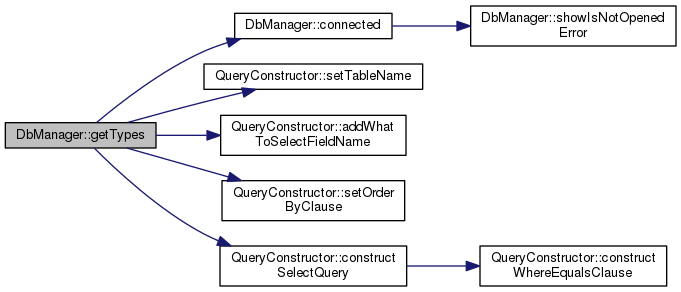 DbManager::getTypes
DbManager::connected
DbManager::showIsNotOpened
Error
QueryConstructor::setTableName
QueryConstructor::addWhat
ToSelectFieldName
QueryConstructor::setOrder
ByClause
QueryConstructor::construct
SelectQuery
QueryConstructor::construct
WhereEqualsClause